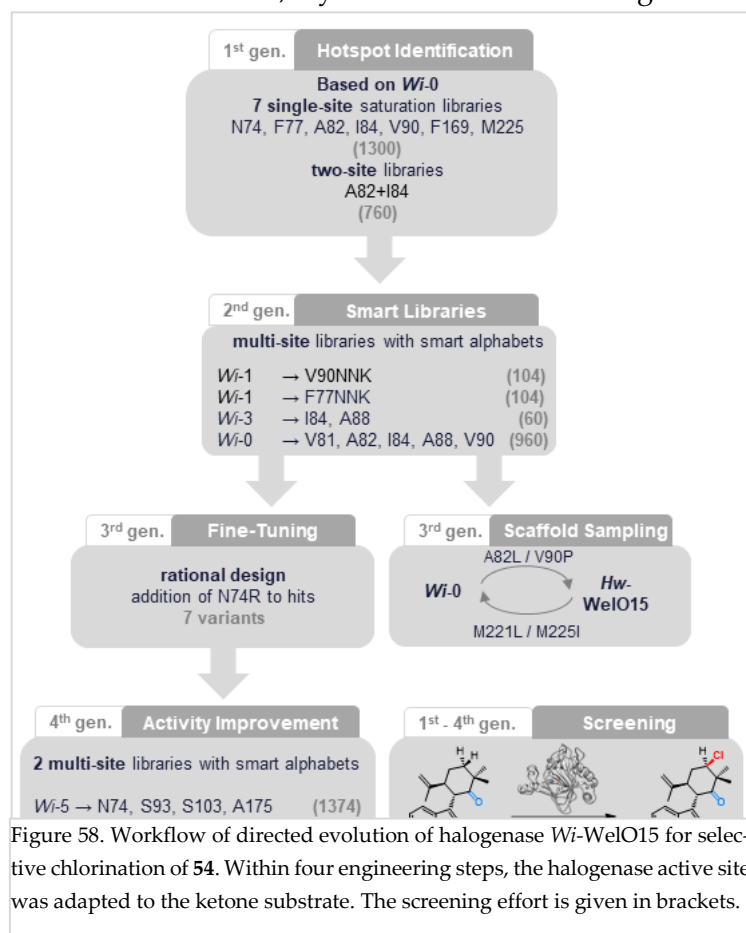 1st gen. Hotspot Identification
Based on Wi-0
7 single-site saturation libraries
N74, F77, A82, I84, V90, F169, M225
(1300)
two-site libraries
A82+I84
(760)
2nd gen. Smart Libraries
multi-site libraries with smart alphabets
Wi-1 → V90NNK (104)
Wi-1 → F77NNK (104)
Wi-3 → I84, A88 (60)
Wi-0 → V81, A82, I84, A88, V90 (960)
3rd gen. Fine-Tuning
rational design
addition of N74R to hits
7 variants
3rd gen. Scaffold Sampling
A82L / V90P
Wi-0 Hw-
WelO15
M221L / M225I
4th gen. Activity Improvement
2 multi-site libraries with smart alphabets
Wi-5 → N74, S93, S103, A175 (1374)
1st - 4th gen. Screening
H H
O
H Cl
O
Figure 58. Workflow of directed evolution of halogenase Wi-WelO15 for selec-
tive chlorination of 54. Within four engineering steps, the halogenase active site
was adapted to the ketone substrate. The screening effort is given in brackets.